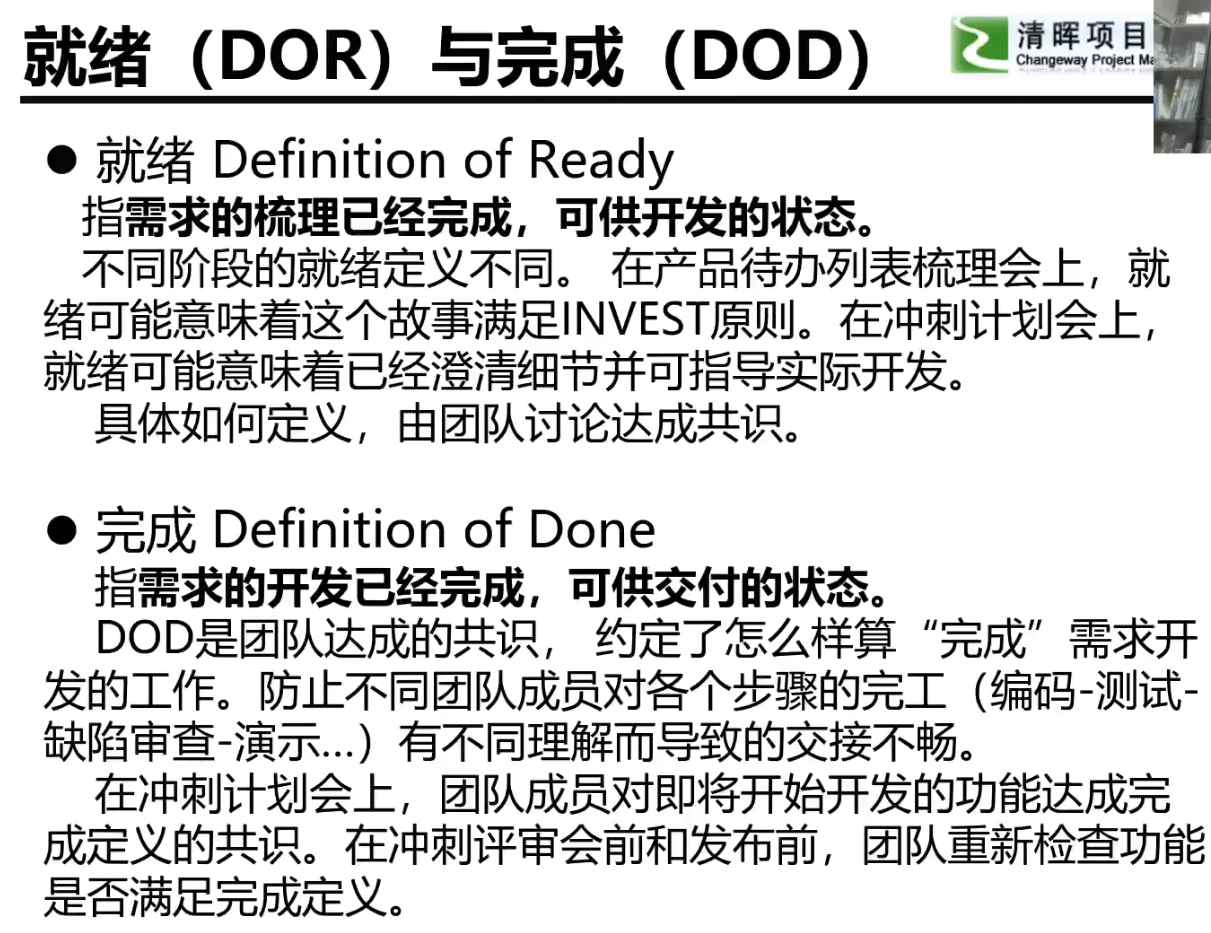 就绪（DOR）与完成（DOD）
清晖项目
Changeway Project Ma
● 就绪 Definition of Ready
指需求的梳理已经完成，可供开发的状态。
不同阶段的就绪定义不同。 在产品待办列表梳理会上，就
绪可能意味着这个故事满足INVEST原则。在冲刺计划会上，
就绪可能意味着已经澄清细节并可指导实际开发。
具体如何定义，由团队讨论达成共识。
● 完成 Definition of Done
指需求的开发已经完成，可供交付的状态。
DOD是团队达成的共识， 约定了怎么样算“完成”需求开
发的工作。防止不同团队成员对各个步骤的完工（编码-测试-
缺陷审查-演示...）有不同理解而导致的交接不畅。
在冲刺计划会上，团队成员对即将开始开发的功能达成完
成定义的共识。在冲刺评审会前和发布前，团队重新检查功能
是否满足完成定义。